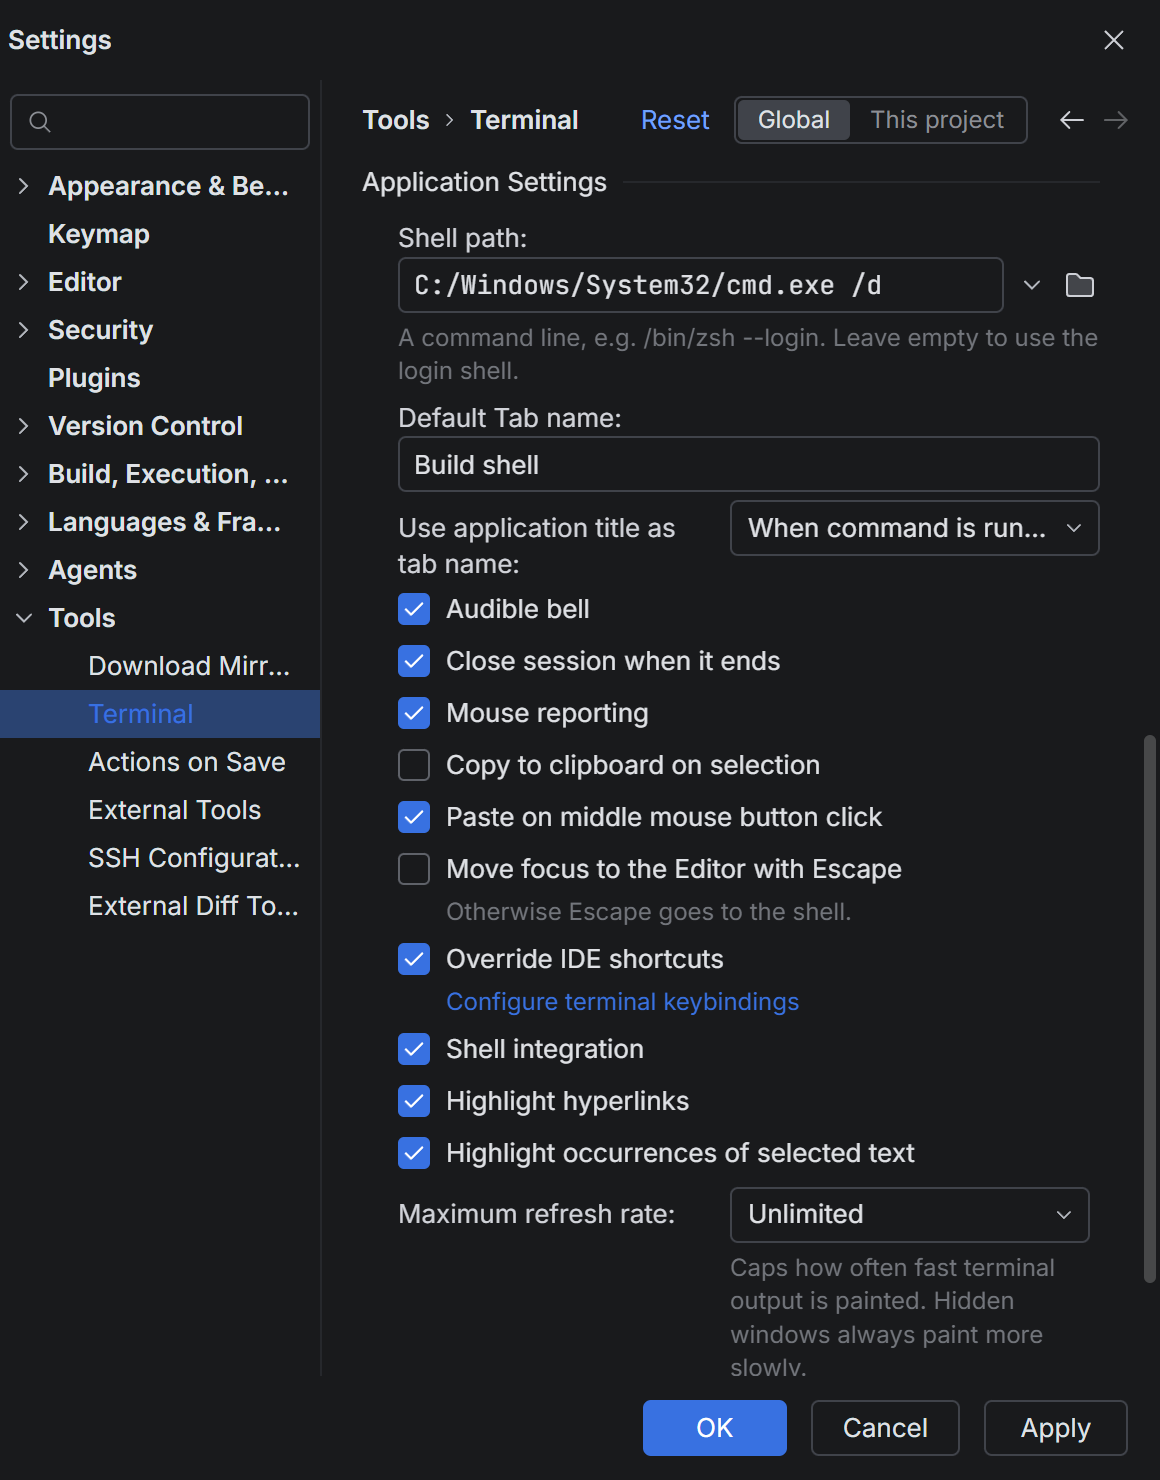 Settings
Appearance & Be...
Keymap
Editor
Security
Plugins
Version Control
Build, Execution, ...
Languages & Fra...
Agents
Tools
Download Mirr...
Terminal
Actions on Save
External Tools
SSH Configurat...
External Diff To...
Tools > Terminal Reset Global This project
Application Settings
Shell path:
C:/Windows/System32/cmd.exe /d
A command line, e.g. /bin/zsh --login. Leave empty to use the
login shell.
Default Tab name:
Build shell
Use application title as
tab name:
When command is run...
Audible bell
Close session when it ends
Mouse reporting
Copy to clipboard on selection
Paste on middle mouse button click
Move focus to the Editor with Escape
Otherwise Escape goes to the shell.
Override IDE shortcuts
Configure terminal keybindings
Shell integration
Highlight hyperlinks
Highlight occurrences of selected text
Maximum refresh rate: Unlimited
Caps how often fast terminal
output is painted. Hidden
windows always paint more
slowly.
OK Cancel Apply